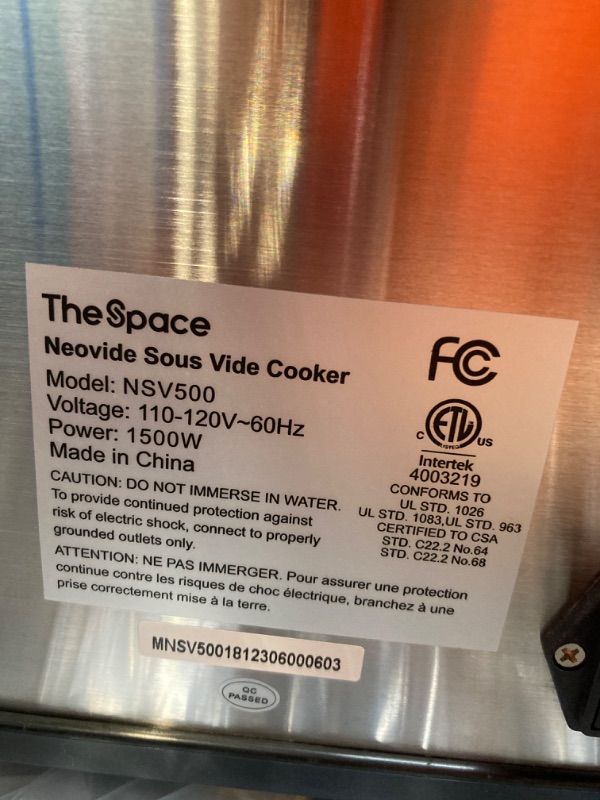 TheSpace
Neovide Sous Vide Cooker
Model: NSV500
Voltage: 110-120V~60Hz
Power: 1500W
Made in China
CAUTION: DO NOT IMMERSE IN WATER.
To provide continued protection against
risk of electric shock, connect to properly
grounded outlets only.
ATTENTION: NE PAS IMMERGER. Pour assurer une protection
continue contre les risques de choc électrique, branchez à une
prise correctement mise à la terre.
FC
C ETL US
LISTED
Intertek
4003219
CONFORMS TO
UL STD. 1026
UL STD. 1083,UL STD. 963
CERTIFIED TO CSA
STD. C22.2 No.64
STD. C22.2 No.68
MNSV5001812306000603
QC
PASSED